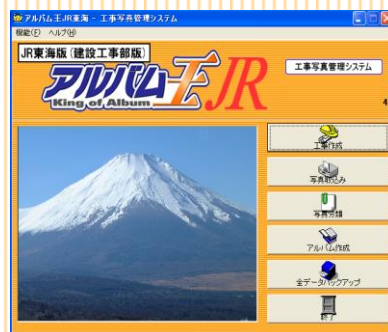 アルバム王JR東海 - 工事写真管理システム
機能(F) ヘルプ(H)
JR東海版(建設工事部版)
アルバム王JR
King of Album
工事写真管理システム
4
工事作成
写真取込み
写真分類
アルバム作成
全データバックアップ
終了